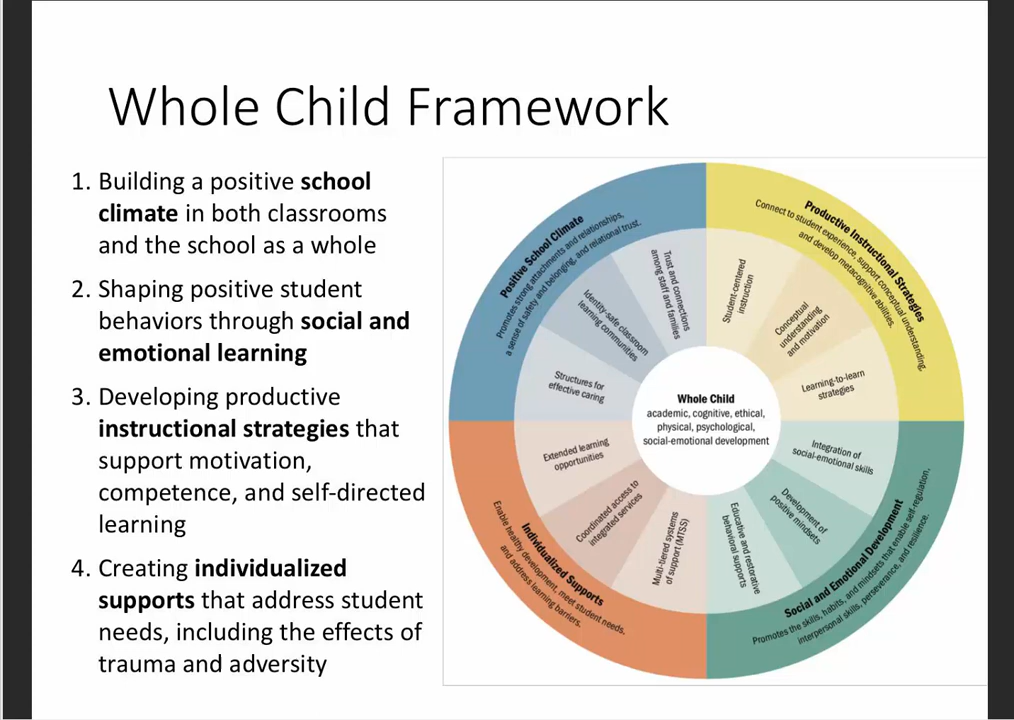 Whole Child Framework
1. Building a positive school
climate in both classrooms
and the school as a whole
2. Shaping positive student
behaviors through social and
emotional learning
3. Developing productive
instructional strategies that
support motivation,
competence, and self-directed
learning
4. Creating individualized
supports that address student
needs, including the effects of
trauma and adversity
Positive School Climate
Promotes strong attachments and relationships,
a sense of safety and belonging, and relational trust.
Structures for
effective caring
Identity-safe classroom
learning communities
Trust and connections
among staff and families
Productive Instructional Strategies
Connect to student experience, support conceptual understanding,
and develop metacognitive abilities.
Student-centered
instruction
Conceptual
understanding
and motivation
Learning-to-learn
strategies
Whole Child
academic, cognitive, ethical,
physical, psychological,
social-emotional development
Social and Emotional Development
Promotes the skills, habits, and mindsets that enable self-regulation,
interpersonal skills, perseverance, and resilience.
Integration of
social-emotional skills
Development of
positive mindsets
Educative and restorative
behavioral supports
Individualized Supports
Enable healthy development, meet student needs,
and address learning barriers.
Multi-tiered systems
of support (MTSS)
Coordinated access to
integrated services
Extended learning
opportunities